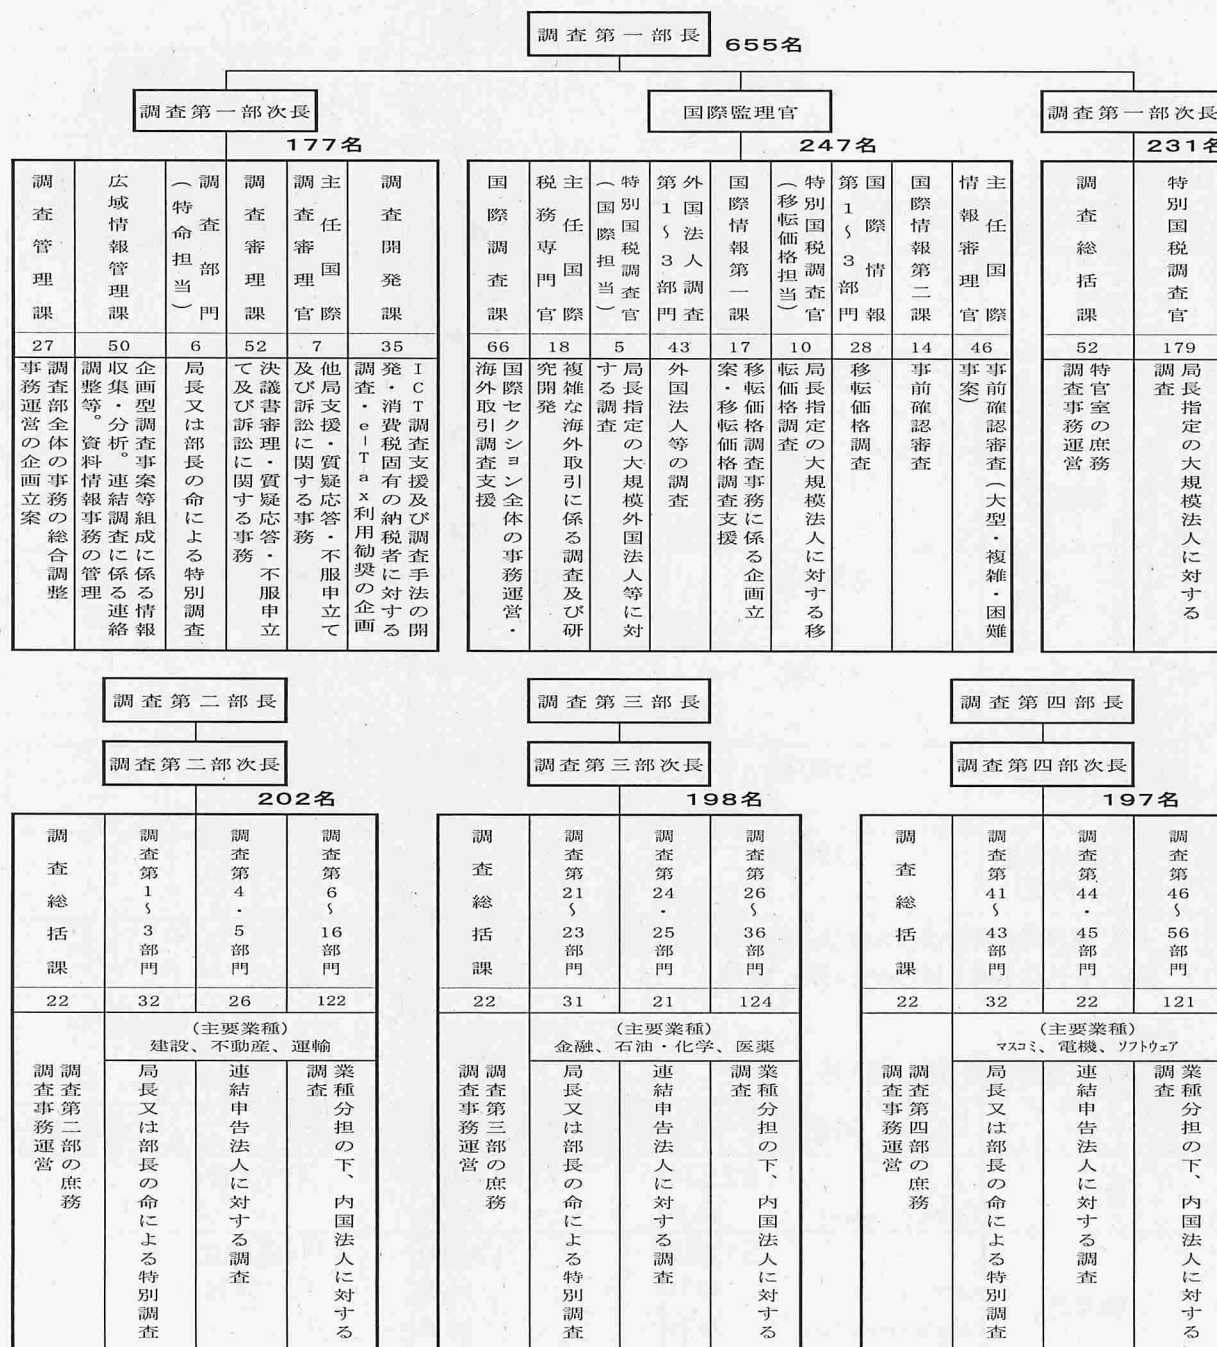 調査第一部長
655名
調査第一部次長
177名
調査管理課
27
調査部全体の事務の総合調整
事務運営の企画立案
広域情報管理課
50
企画型調査事案等組成に係る情報
収集・分析。連結調査に係る連絡
調整等。資料情報事務の管理
調査部門
（特命担当）
6
局長又は部長の命による特別調査
調査審理課
52
決議書審理・質疑応答・不服申立
て及び訴訟に関する事務
主任国際
調査審理官
7
他局支援・質疑応答・不服申立て
及び訴訟に関する事務
調査開発課
35
ICT調査支援及び調査手法の開
発・消費税固有の納税者に対する
調査・e-Tax利用勧奨の企画
国際監理官
247名
国際調査課
66
国際セクション全体の事務運営・
海外取引調査支援
主任国際
税務専門官
18
複雑な海外取引に係る調査及び研
究開発
特別国税調査官
（国際担当）
5
局長指定の大規模外国法人等に対
する調査
外国法人調査
第1～3部門
43
外国法人等の調査
国際情報第一課
17
移転価格調査事務に係る企画立
案・移転価格調査支援
特別国税調査官
（移転価格担当）
10
局長指定の大規模法人に対する移
転価格調査
国際情報
第1～3部門
28
移転価格調査
国際情報第二課
14
事前確認審査
主任国際
情報審理官
46
事前確認審査（大型・複雑・困難
事案）
調査第一部次長
231名
調査総括課
52
特官室の庶務
調査事務運営
特別国税調査官
179
局長指定の大規模法人に対する
調査
調査第二部長
調査第二部次長
202名
調査総括課
22
調査第二部の庶務
調査事務運営
調査第1～3部門
32
調査第4・5部門
26
調査第6～16部門
122
（主要業種）
建設、不動産、運輸
局長又は部長の命による特別調査
連結申告法人に対する調査
業種分担の下、内国法人に対する
調査
調査第三部長
調査第三部次長
198名
調査総括課
22
調査第三部の庶務
調査事務運営
調査第21～23部門
31
調査第24・25部門
21
調査第26～36部門
124
（主要業種）
金融、石油・化学、医薬
局長又は部長の命による特別調査
連結申告法人に対する調査
業種分担の下、内国法人に対する
調査
調査第四部長
調査第四部次長
197名
調査総括課
22
調査第四部の庶務
調査事務運営
調査第41～43部門
32
調査第44・45部門
22
調査第46～56部門
121
（主要業種）
マスコミ、電機、ソフトウェア
局長又は部長の命による特別調査
連結申告法人に対する調査
業種分担の下、内国法人に対する
調査